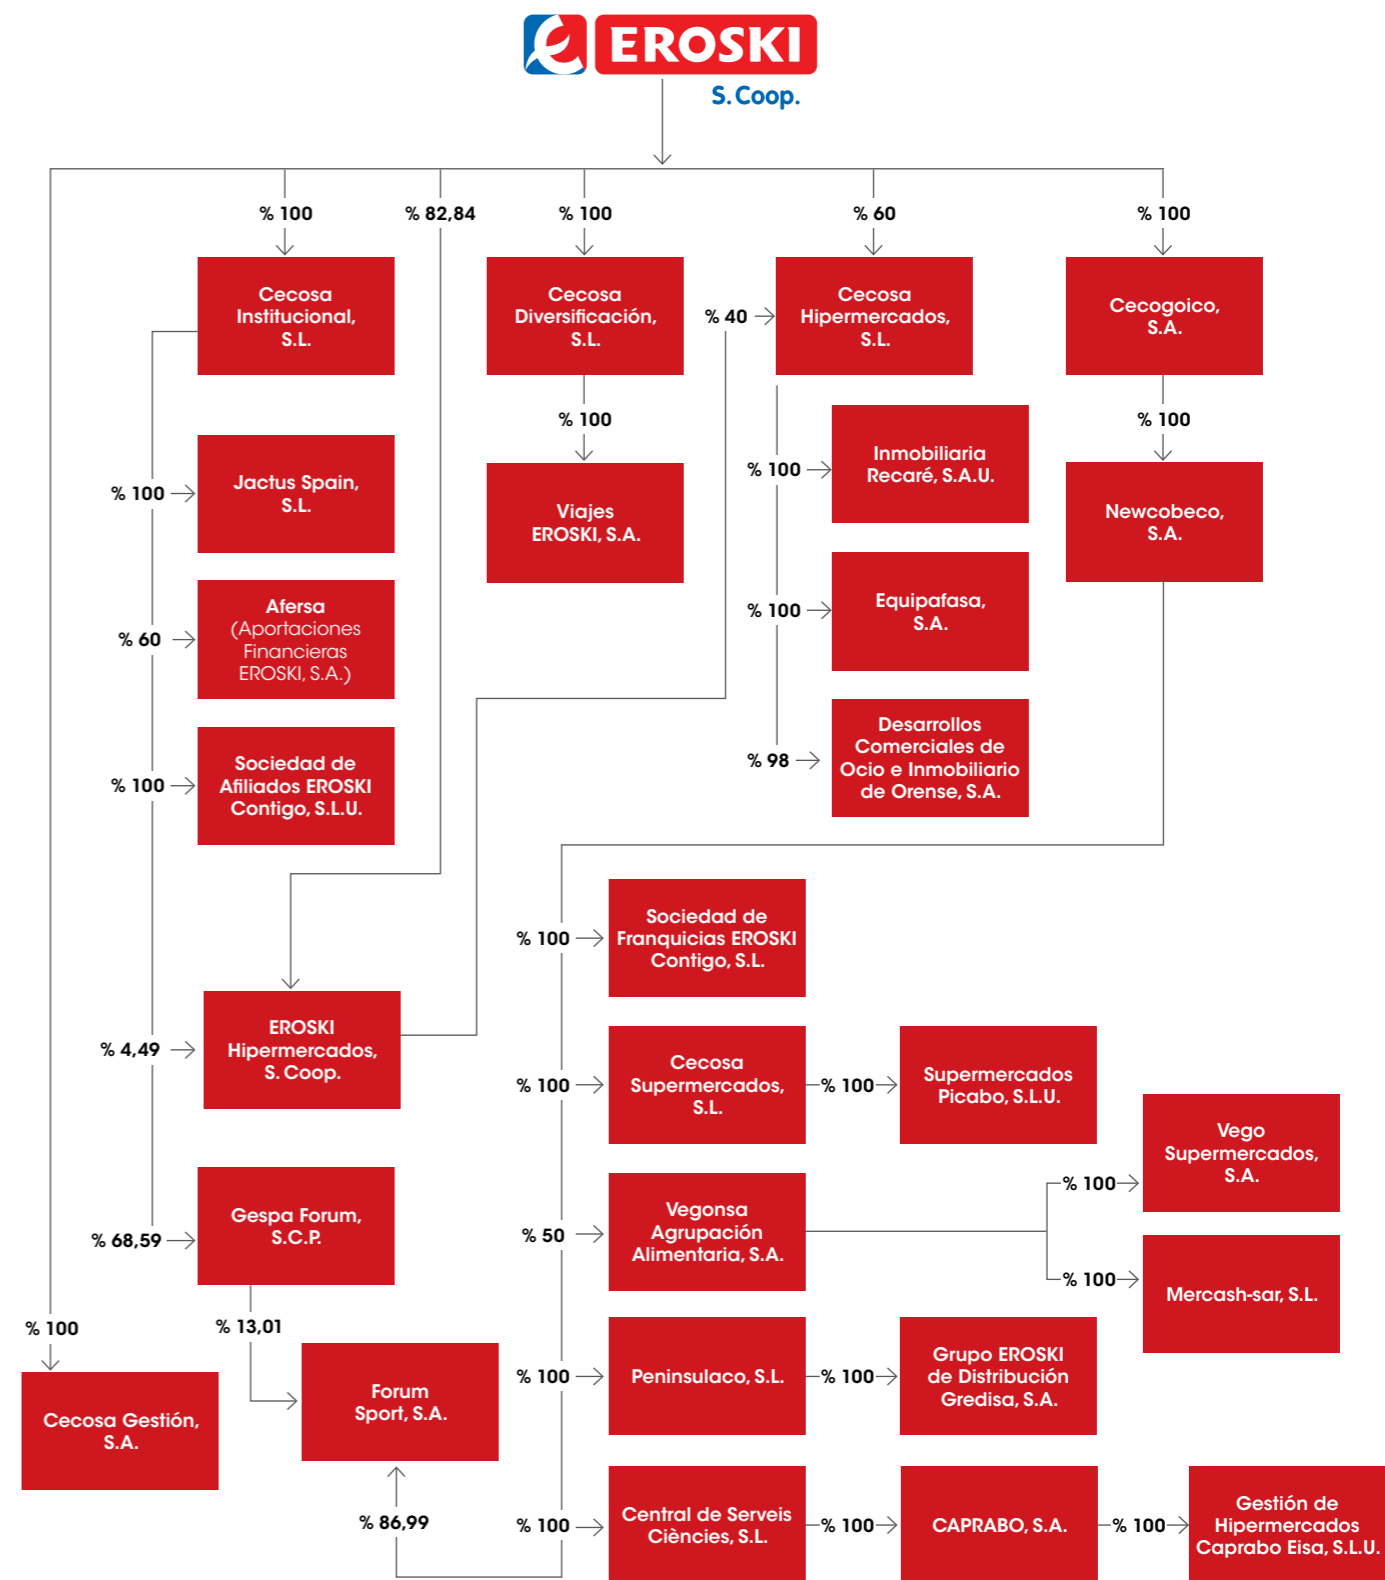 EROSKI
S. Coop.
% 100
% 82,84
% 100
% 60
% 100
Cecosa
Institucional,
S.L.
Cecosa
Diversificación,
S.L.
% 40
Cecosa
Hipermercados,
S.L.
Cecogoico,
S.A.
% 100
% 100
% 100
Jactus Spain,
S.L.
Viajes
EROSKI, S.A.
% 100
Inmobiliaria
Recaré, S.A.U.
Newcobeco,
S.A.
% 60
Afersa
(Aportaciones
Financieras
EROSKI, S.A.)
% 100
Equipafasa,
S.A.
% 100
Sociedad de
Afiliados EROSKI
Contigo, S.L.U.
% 98
Desarrollos
Comerciales de
Ocio e Inmobiliario
de Orense, S.A.
% 100
Sociedad de
Franquicias EROSKI
Contigo, S.L.
% 4,49
EROSKI
Hipermercados,
S. Coop.
% 100
Cecosa
Supermercados,
S.L.
% 100
Supermercados
Picabo, S.L.U.
% 68,59
Gespa Forum,
S.C.P.
% 50
Vegonsa
Agrupación
Alimentaria, S.A.
% 100
Vego
Supermercados,
S.A.
% 100
Mercash-sar, S.L.
% 100
% 13,01
Cecosa Gestión,
S.A.
Forum
Sport, S.A.
% 100
Peninsulaco, S.L.
% 100
Grupo EROSKI
de Distribución
Gredisa, S.A.
% 86,99
% 100
Central de Serveis
Ciències, S.L.
% 100
CAPRABO, S.A.
% 100
Gestión de
Hipermercados
Caprabo Eisa, S.L.U.